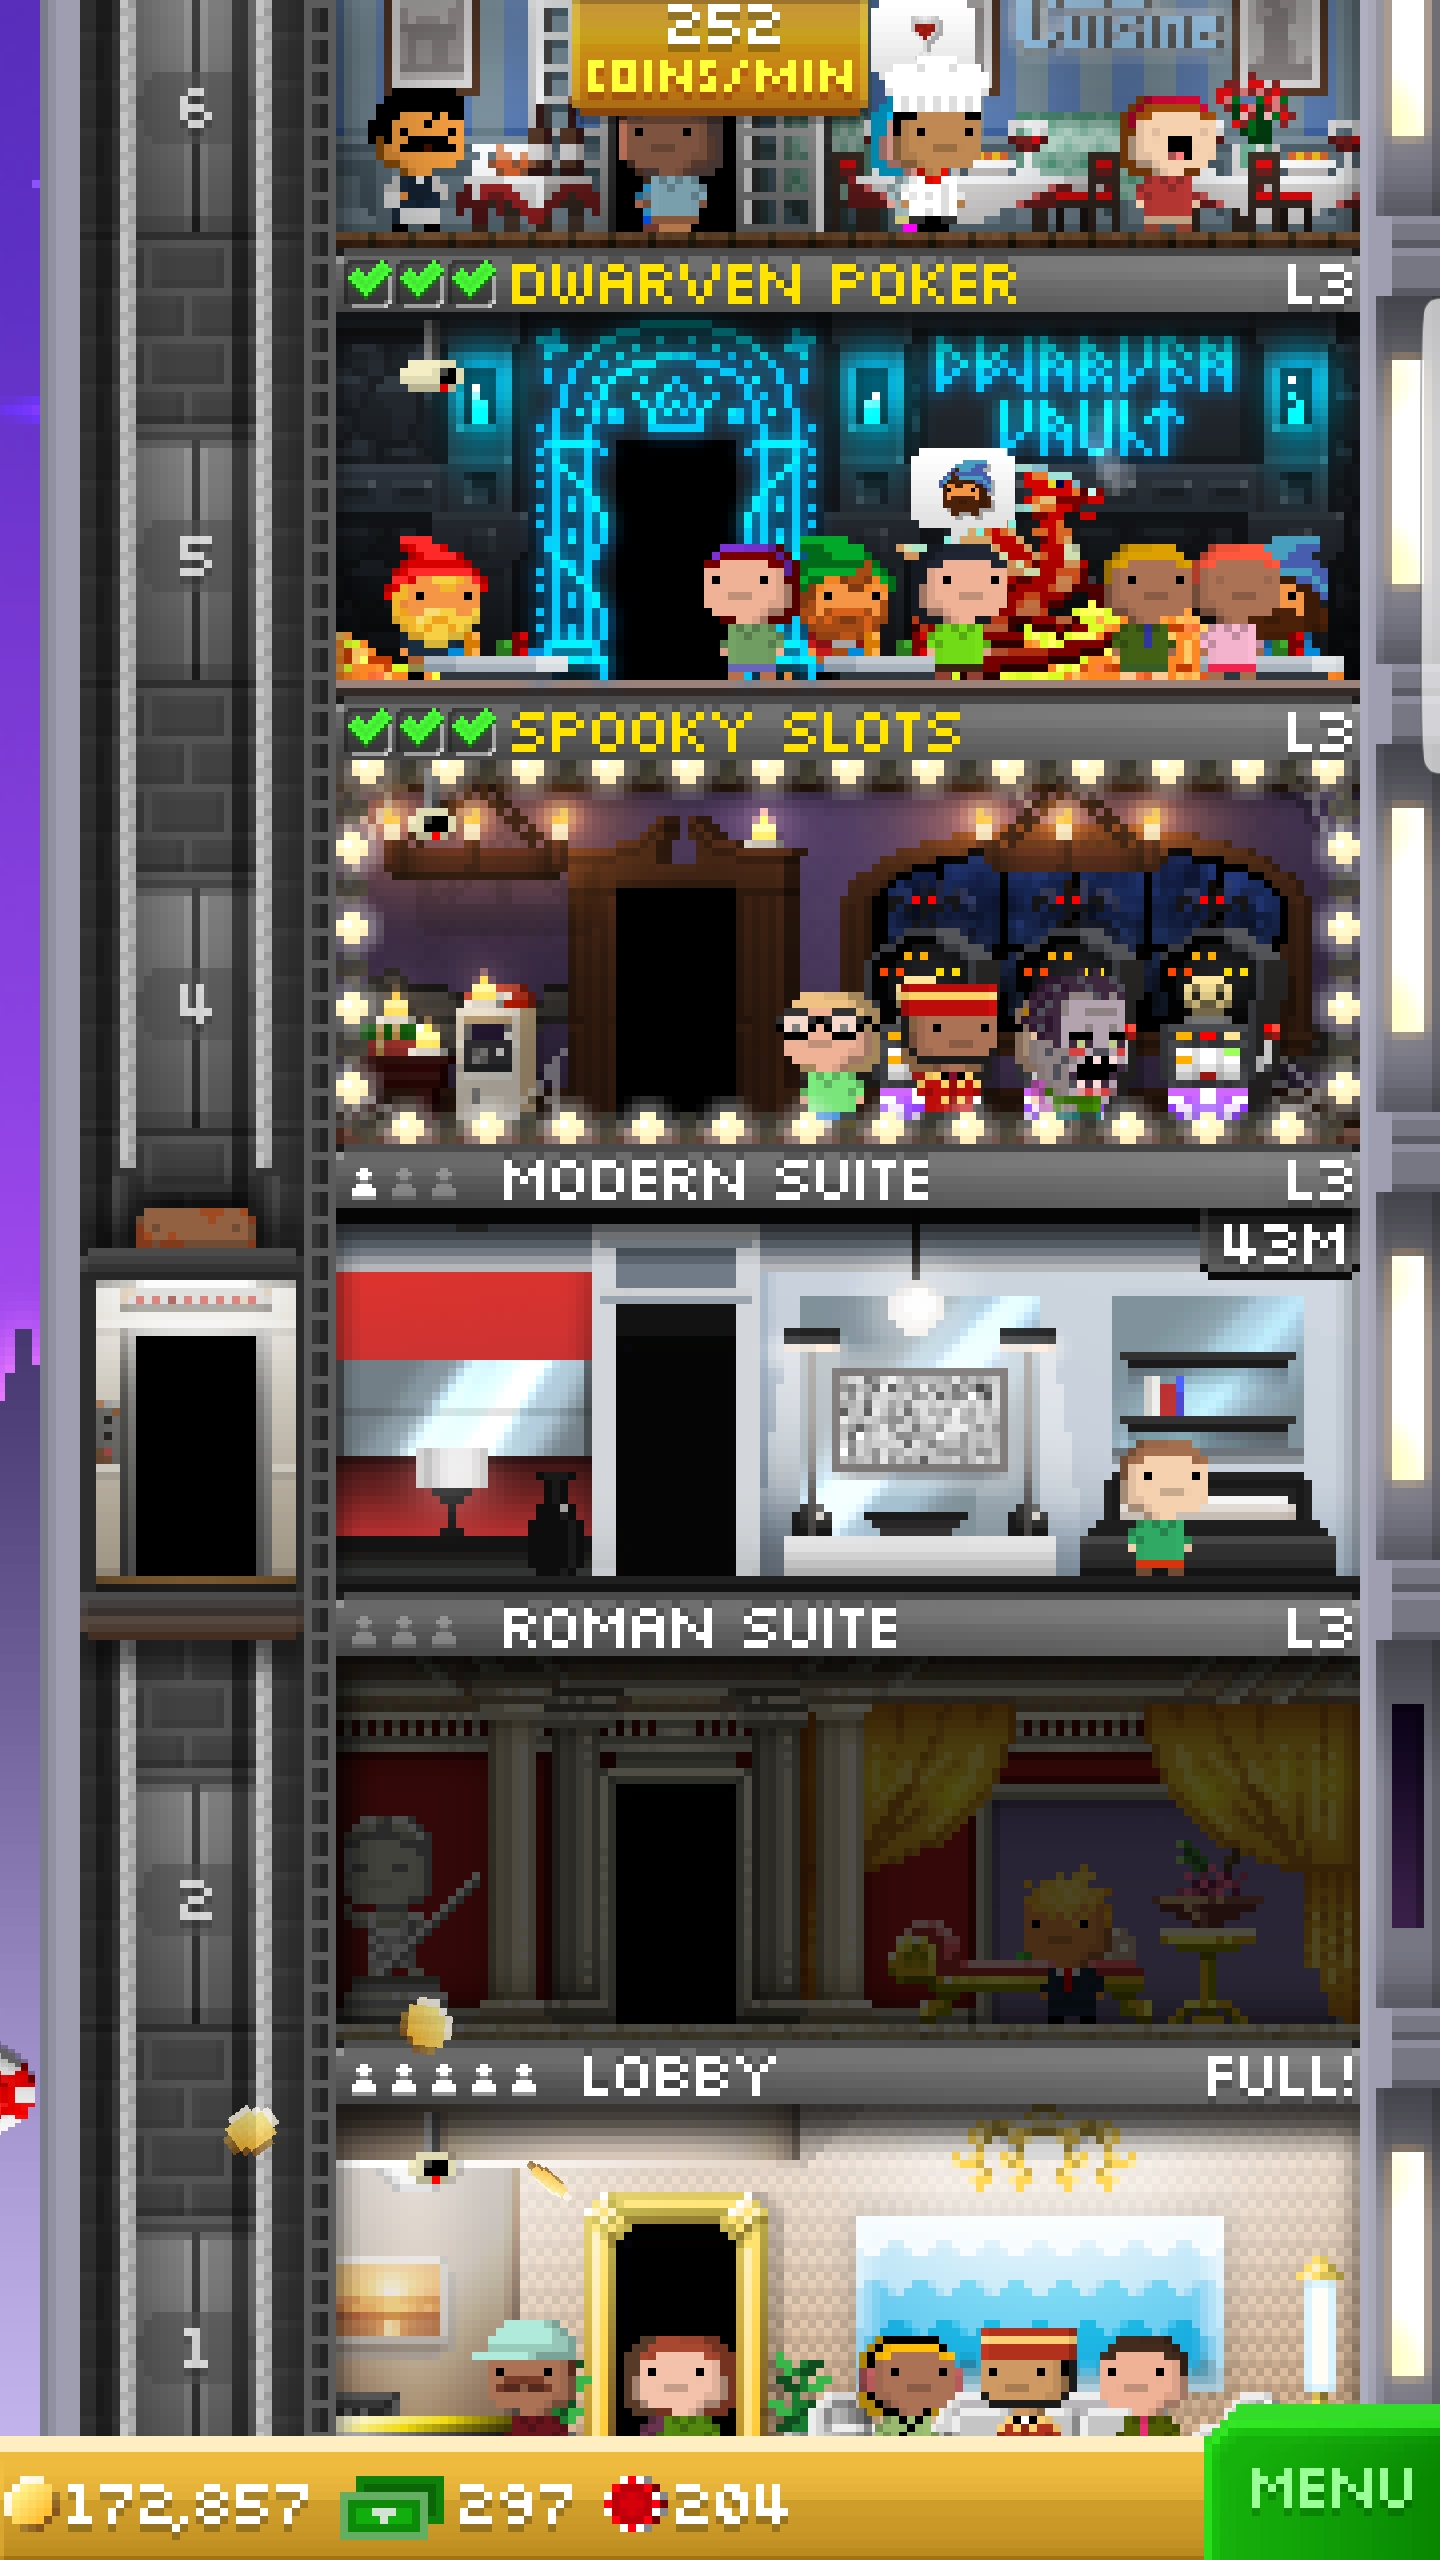 252
COINS/MIN
Cuisine
6
DWARVEN POKER L3
DWARVEN
VAULT
5
SPOOKY SLOTS L3
4
MODERN SUITE L3
43M
ROMAN SUITE L3
2
LOBBY FULL!
1
172,857 297 204
MENU